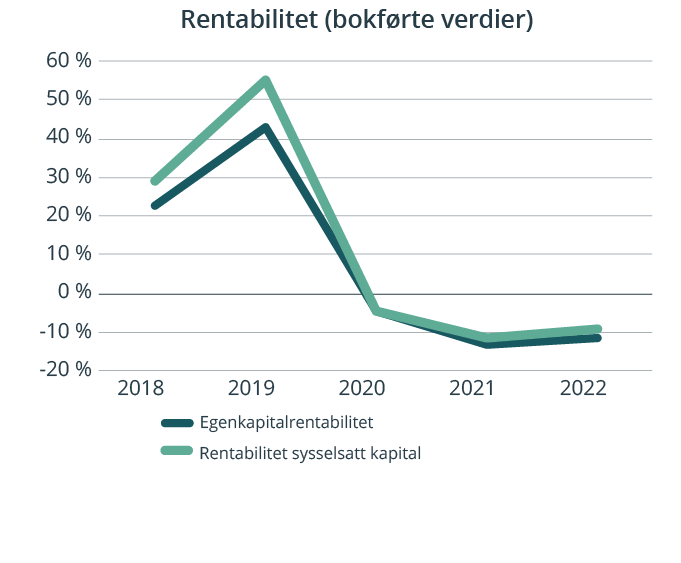 Rentabilitet (bokførte verdier)
60 %
50 %
40 %
30 %
20 %
10 %
0 %
-10 %
-20 %
2018 2019 2020 2021 2022
Egenkapitalrentabilitet
Rentabilitet sysselsatt kapital